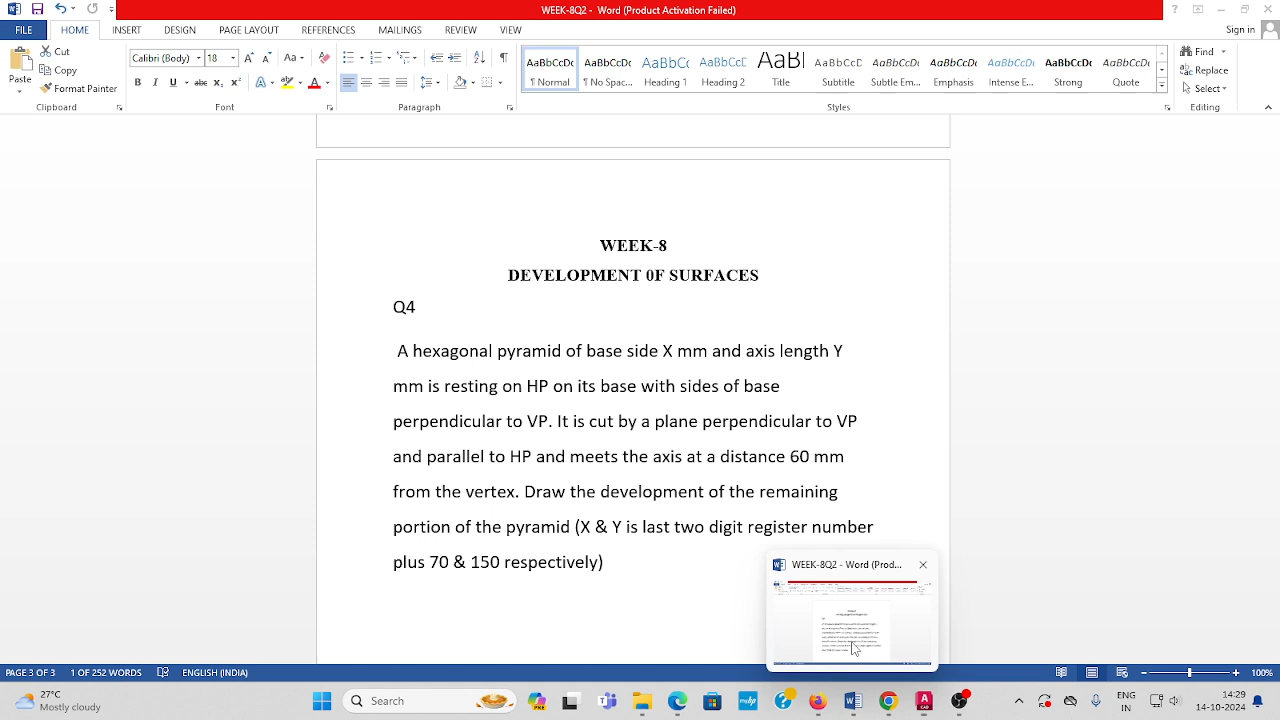 WEEK-8Q2 - Word (Product Activation Failed)
FILE HOME INSERT DESIGN PAGE LAYOUT REFERENCES MAILINGS REVIEW VIEW Sign in
Paste Cut Copy Format Painter
Calibri (Body) 18
AaBbCcDc AaBbCcDc AaBbC AaBbCcD AaBI AaBbCcD AaBbCcDc AaBbCcDc AaBbCcDc AaBbCcDc AaBbCcDc
¶ Normal ¶ No Spac... Heading 1 Heading 2 Title Subtitle Subtle Em... Emphasis Intense E... Strong Quote
Find Replace Select
Clipboard Font Paragraph Styles Editing
WEEK-8
DEVELOPMENT 0F SURFACES
Q4
A hexagonal pyramid of base side X mm and axis length Y
mm is resting on HP on its base with sides of base
perpendicular to VP. It is cut by a plane perpendicular to VP
and parallel to HP and meets the axis at a distance 60 mm
from the vertex. Draw the development of the remaining
portion of the pyramid (X & Y is last two digit register number
plus 70 & 150 respectively)
WEEK-8Q2 - Word (Prod...
PAGE 3 OF 3 232 WORDS ENGLISH (INDIA) 100%
27°C
Mostly cloudy
Search
ENG
IN
14:29
14-10-2024